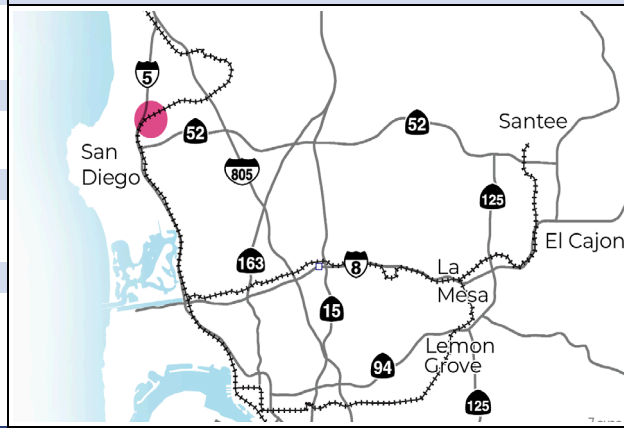 5
52
52
Santee
San
Diego
805
125
163
8
El Cajon
La
Mesa
15
Lemon
Grove
94
125